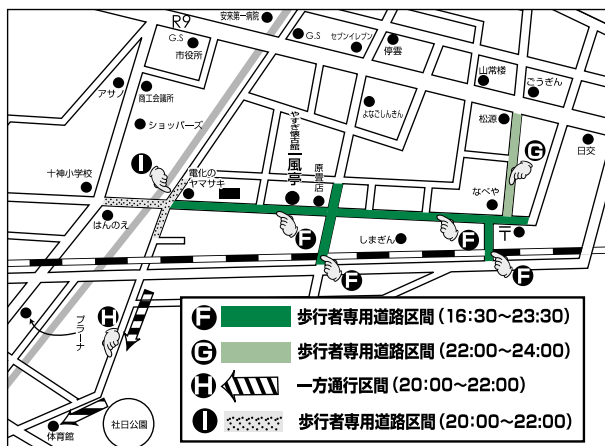 安来第一病院
R9
G.S
市役所
G.S
セブンイレブン
停雲
アサノ
商工会議所
ショッパーズ
よなごしんきん
山常楼
ごうぎん
松源
日交
I
電化の
ヤマサキ
やすぎ懐古館
一風亭
原畳店
G
十神小学校
なべや
はんのえ
F
しまぎん
F
〒
F
F
プラーナ
H
体育館
社日公園
F 歩行者専用道路区間(16:30〜23:30)
G 歩行者専用道路区間(22:00〜24:00)
H 一方通行区間(20:00〜22:00)
I 歩行者専用道路区間(20:00〜22:00)